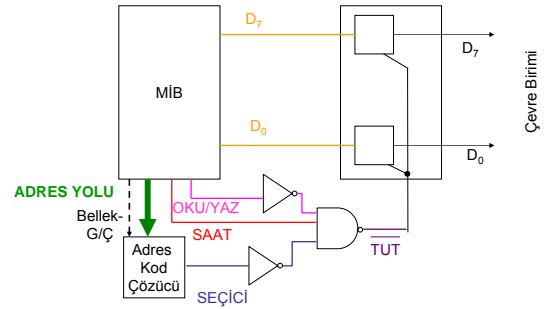 D7
D7
MİB
Çevre Birimi
D0
D0
ADRES YOLU
OKU/YAZ
Bellek-
G/Ç
SAAT
TUT
Adres
Kod
Çözücü
SEÇİCİ